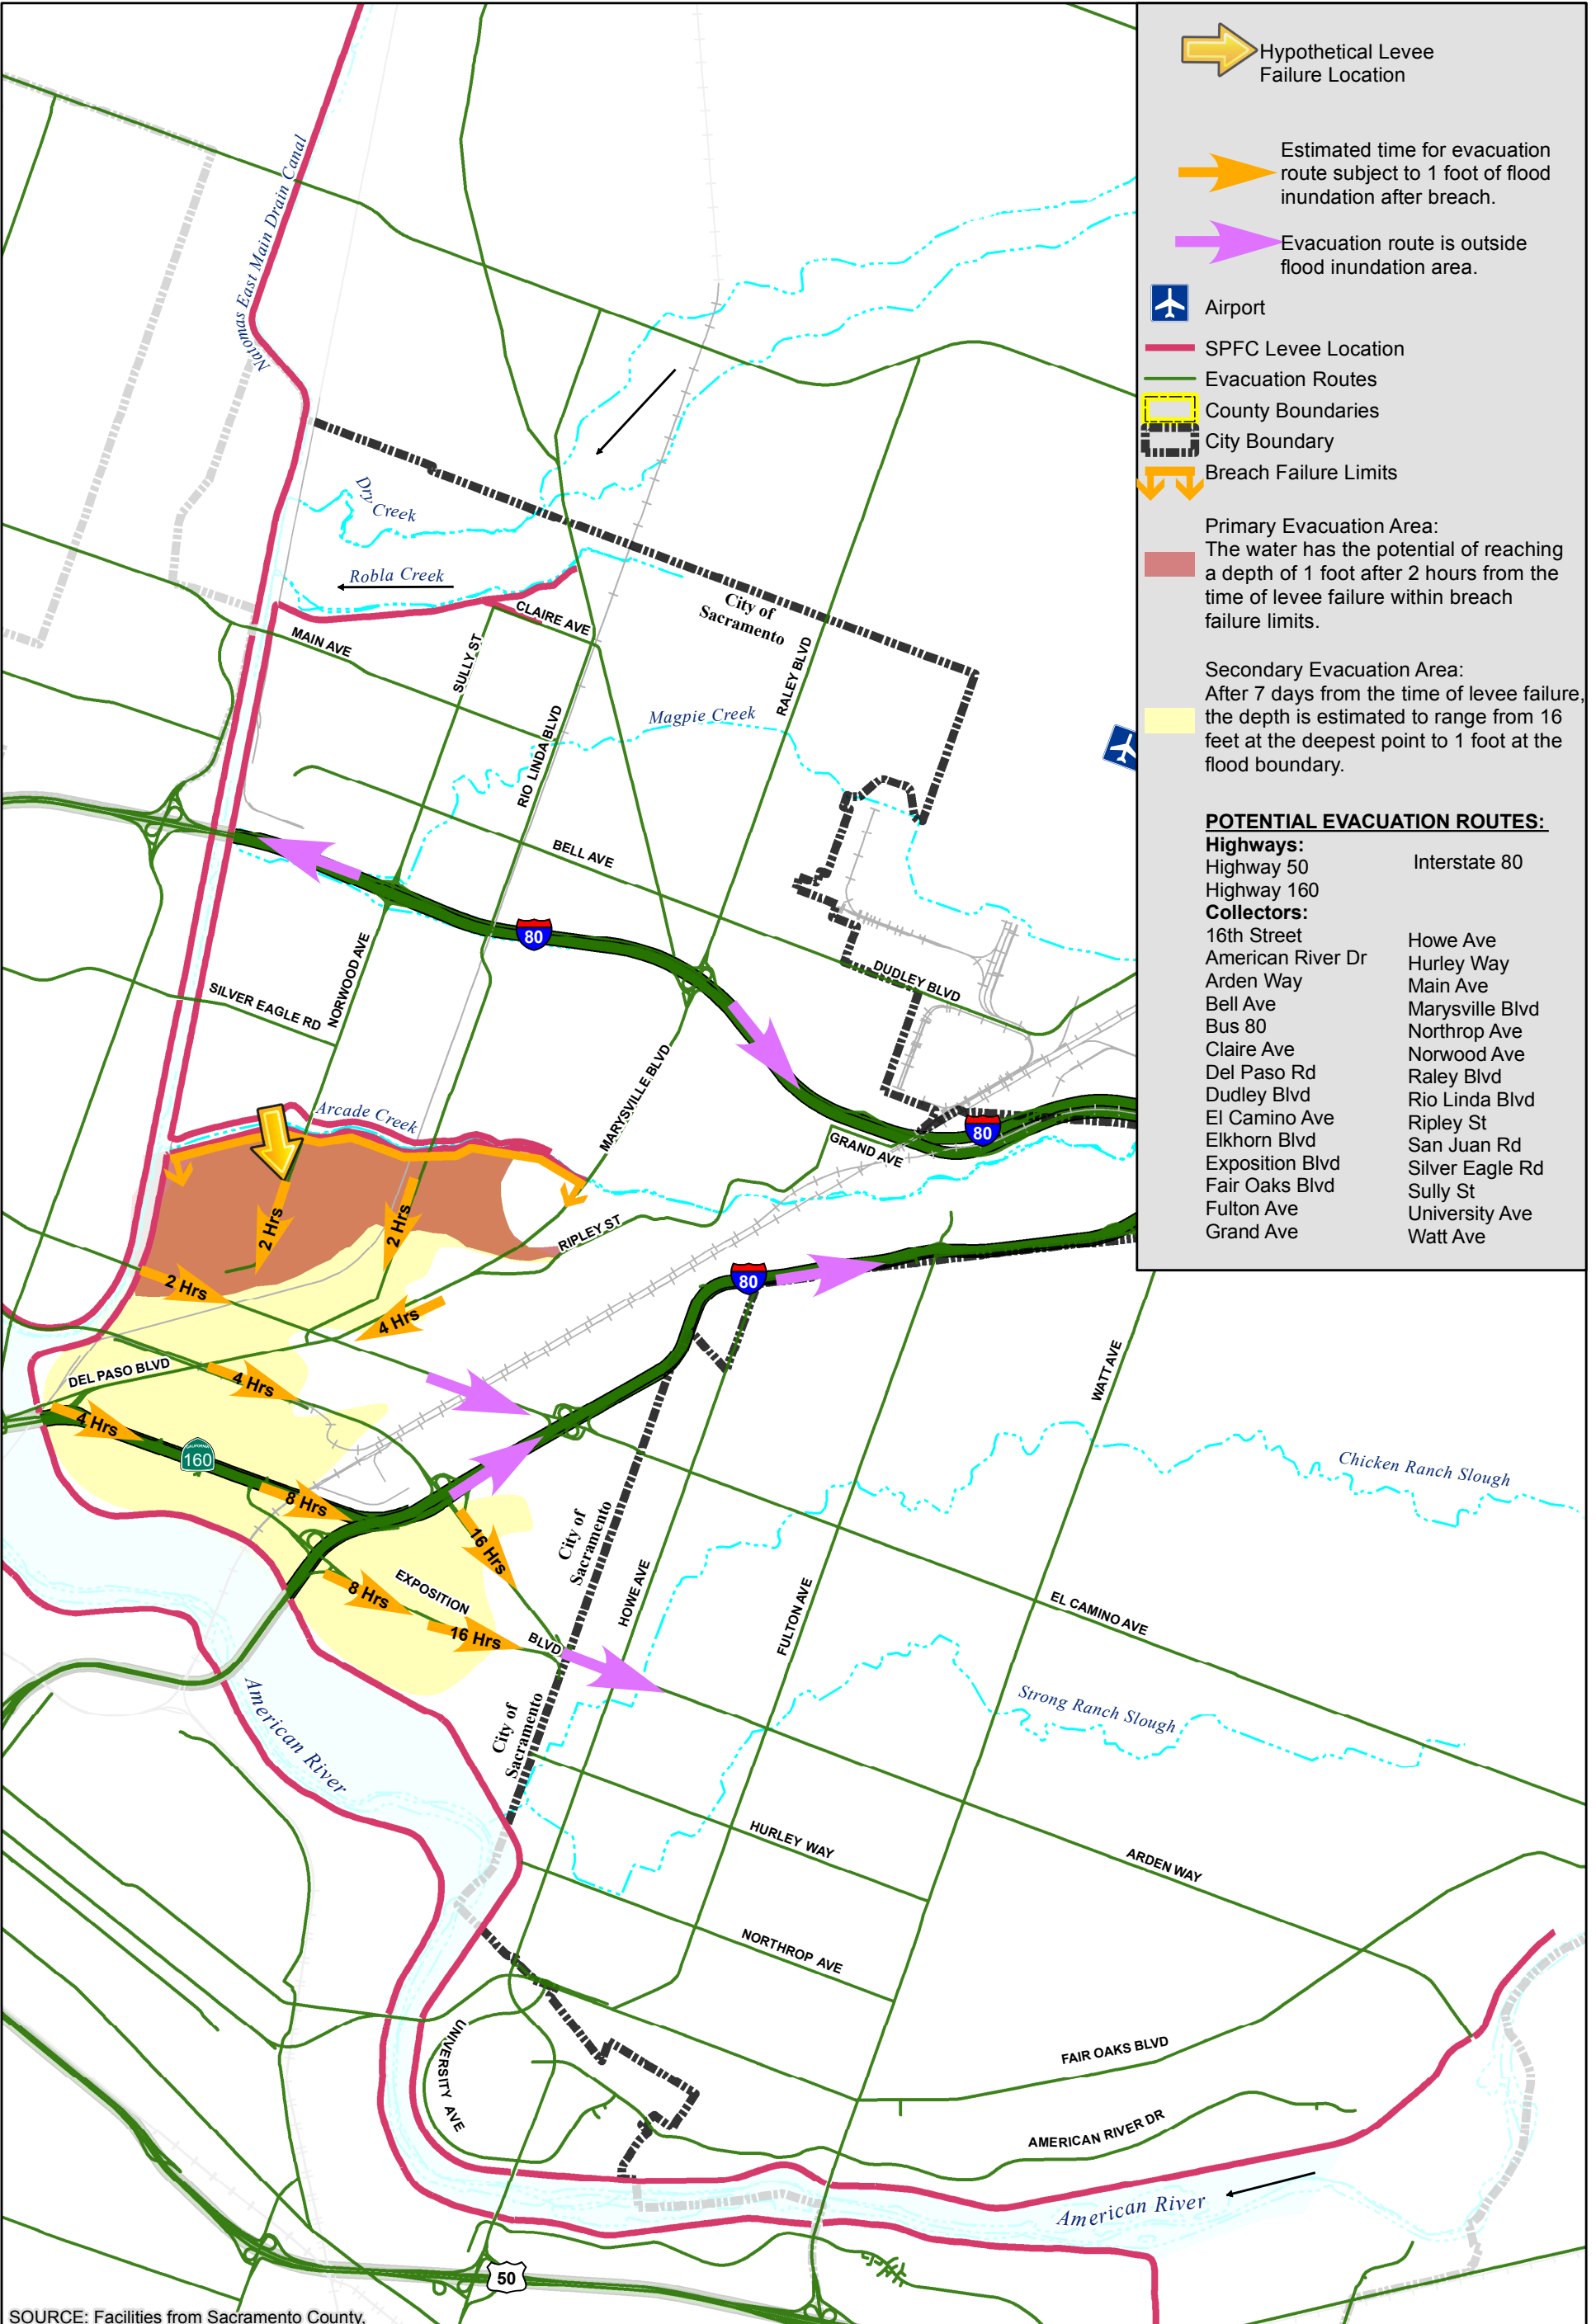 Hypothetical Levee
Failure Location
Estimated time for evacuation
route subject to 1 foot of flood
inundation after breach.
Evacuation route is outside
flood inundation area.
Airport
SPFC Levee Location
Evacuation Routes
County Boundaries
City Boundary
Breach Failure Limits
Primary Evacuation Area:
The water has the potential of reaching
a depth of 1 foot after 2 hours from the
time of levee failure within breach
failure limits.
Secondary Evacuation Area:
After 7 days from the time of levee failure,
the depth is estimated to range from 16
feet at the deepest point to 1 foot at the
flood boundary.
POTENTIAL EVACUATION ROUTES:
Highways:
Highway 50
Highway 160
Interstate 80
Collectors:
16th Street
American River Dr
Arden Way
Bell Ave
Bus 80
Claire Ave
Del Paso Rd
Dudley Blvd
El Camino Ave
Elkhorn Blvd
Exposition Blvd
Fair Oaks Blvd
Fulton Ave
Grand Ave
Howe Ave
Hurley Way
Main Ave
Marysville Blvd
Northrop Ave
Norwood Ave
Raley Blvd
Rio Linda Blvd
Ripley St
San Juan Rd
Silver Eagle Rd
Sully St
University Ave
Watt Ave
Natomas East Main Drain Canal
Dry
Creek
Robla Creek
CLAIRE AVE
City of
Sacramento
MAIN AVE
SULLY ST
RALEY BLVD
Magpie Creek
RIO LINDA BLVD
BELL AVE
80
NORWOOD AVE
DUDLEY BLVD
SILVER EAGLE RD
MARYSVILLE BLVD
Arcade Creek
80
GRAND AVE
2 Hrs
2 Hrs
RIPLEY ST
2 Hrs
80
4 Hrs
WATT AVE
DEL PASO BLVD
4 Hrs
4 Hrs
CALIFORNIA
160
Chicken Ranch Slough
8 Hrs
16 Hrs
City of
Sacramento
8 Hrs
EXPOSITION
BLVD
16 Hrs
HOWE AVE
FULTON AVE
EL CAMINO AVE
American River
City of
Sacramento
Strong Ranch Slough
HURLEY WAY
ARDEN WAY
NORTHROP AVE
UNIVERSITY AVE
FAIR OAKS BLVD
AMERICAN RIVER DR
American River
50
SOURCE: Facilities from Sacramento County.